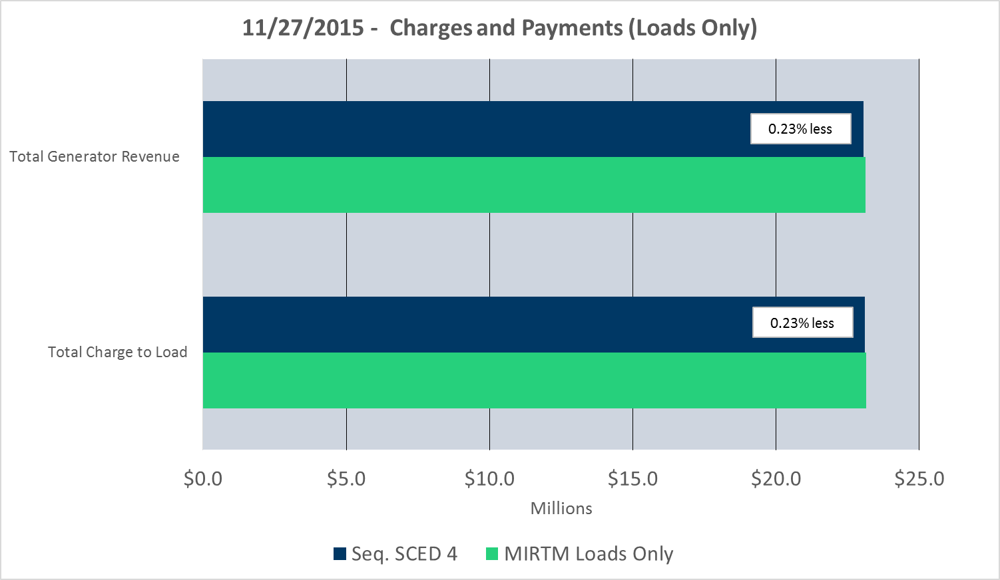 11/27/2015 -  Charges and Payments (Loads Only)
0.23% less
Total Generator Revenue
0.23% less
Total Charge to Load
$0.0 $5.0 $10.0 $15.0 $20.0 $25.0
Millions
Seq. SCED 4 MIRTM Loads Only